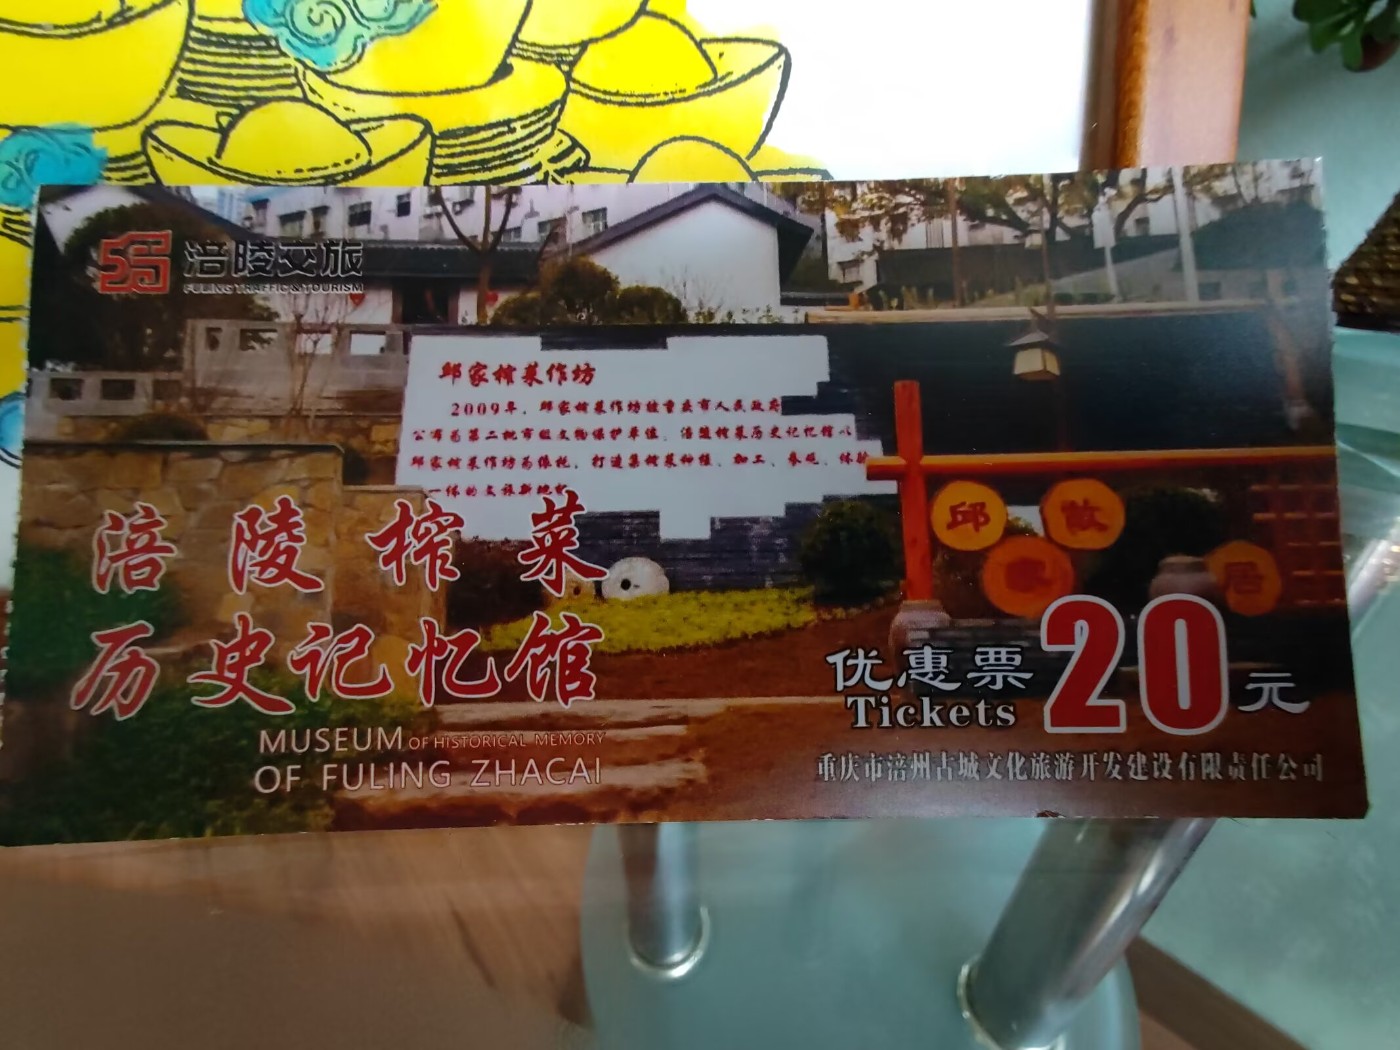 涪陵交旅
FULING TRAFFIC & TOURISM
邱家榨菜作坊
2009年，邱家榨菜作坊被重庆市人民政府
公布为第二批市级文物保护单位。涪陵榨菜历史记忆馆以
邱家榨菜作坊为依托，打造集榨菜种植、加工、参观、体验
一体的文旅新地标
邱 家 散 居
涪陵榨菜
历史记忆馆
MUSEUM OF HISTORICAL MEMORY
OF FULING ZHACAI
优惠票 20元
Tickets
重庆市涪州古城文化旅游开发建设有限责任公司